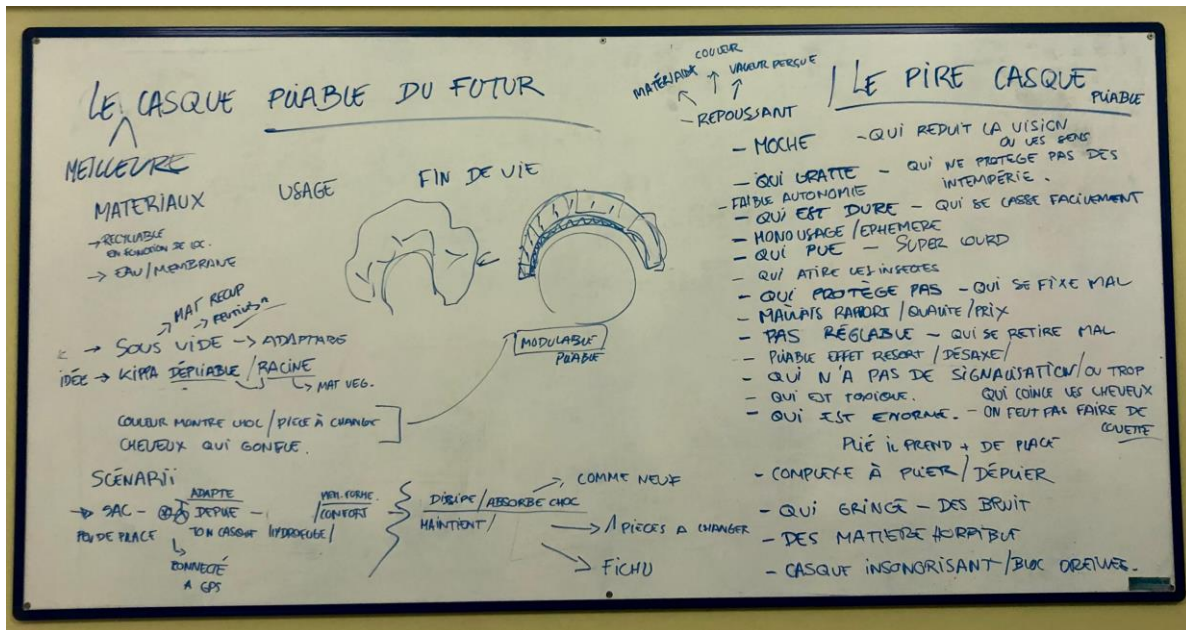 LE CASQUE PLIABLE DU FUTUR
MEILLEURE
MATERIAUX
→ RECYCLABLE
EN FONCTION DE LOC.
→ EAU/MEMBRANE
USAGE
FIN DE VIE
→ MAT RECUP
→ SOUS VIDE → ADAPTABLE
IDÉE → KIPPA DÉPLIABLE / RACINE
→ MAT VEG.
COULEUR MONTRE CHOC / PIECE À CHANGE
CHEVEUX QUI GONFLE.
MODULABLE
PLIABLE
SCÉNARII
→ SAC –
PEU DE PLACE
ADAPTE
DEPLIE –
TON CASQUE
CONNECTÉ
A GPS
MEM. FORME.
/CONFORT
HYDROFUGE/
DISSIPE/ABSORBE CHOC
MAINTIENT/
→ COMME NEUF
→ 1 PIÈCES A CHANGER
→ FICHU
LE PIRE CASQUE
PLIABLE
MATÉRIAUX
COULEUR
VALEUR PERÇUE
– REPOUSSANT
– MOCHE – QUI REDUIT LA VISION
OU LES SENS
– QUI GRATTE – QUI NE PROTEGE PAS DES
INTEMPÉRIE.
– FAIBLE AUTONOMIE
– QUI EST DURE – QUI SE CASSE FACILEMENT
– MONOUSAGE/EPHEMERE
– QUI PUE – SUPER LOURD
– QUI ATIRE LES INSECTES
– QUI PROTÈGE PAS – QUI SE FIXE MAL
– MAUVAIS RAPPORT/QUALITE/PRIX
– PAS RÉGLABLE – QUI SE RETIRE MAL
– PLIABLE EFFET RESORT/DÉSAXE/
– QUI N'A PAS DE SIGNALISATION/OU TROP
– QUI EST TOXIQUE. QUI COINCE LES CHEVEUX
– QUI EST ENORME. – ON PEUT PAS FAIRE DE
COUETTE
PLIÉ IL PREND + DE PLACE
– COMPLEXE À PLIER/DÉPLIER
– QUI GRINCE – DES BRUIT
– DES MATIERE HORRIBLE
– CASQUE INSONORISANT/BLOC OREILLES.